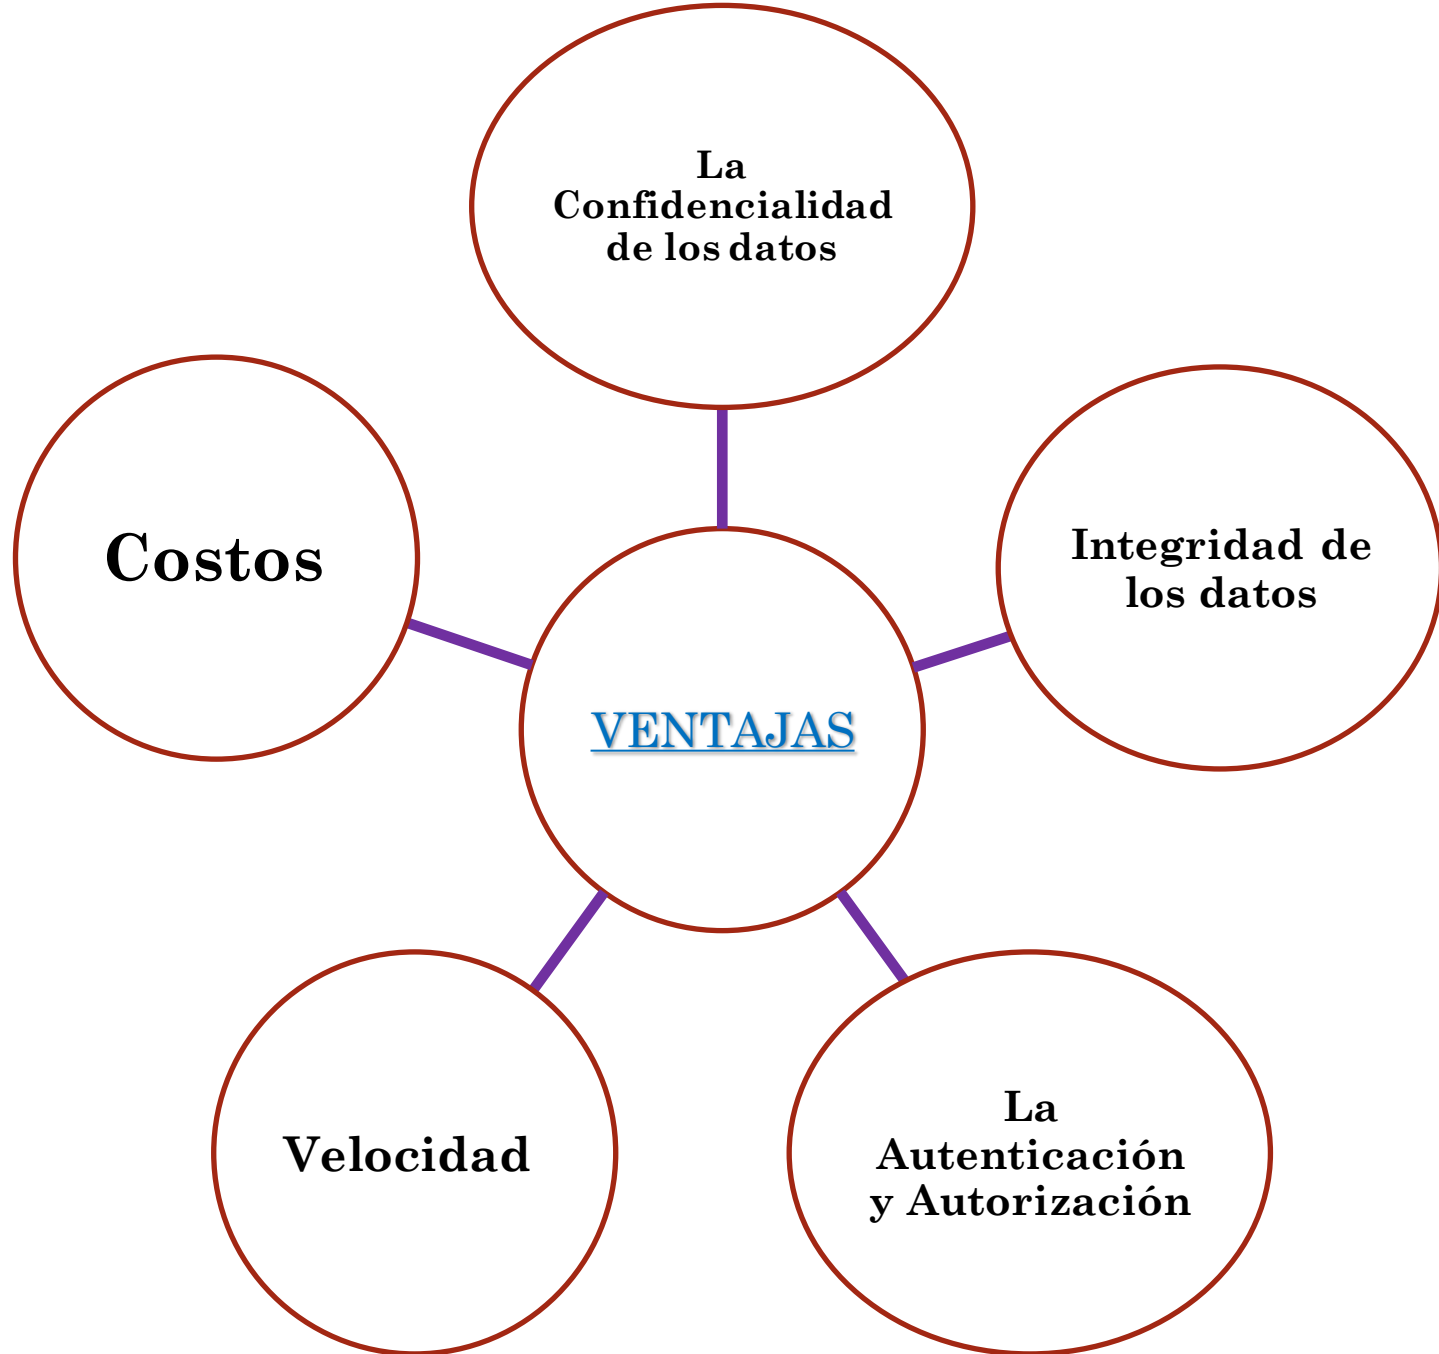 La
Confidencialidad
de los datos
Costos
Integridad de
los datos
VENTAJAS
Velocidad
La
Autenticación
y Autorización